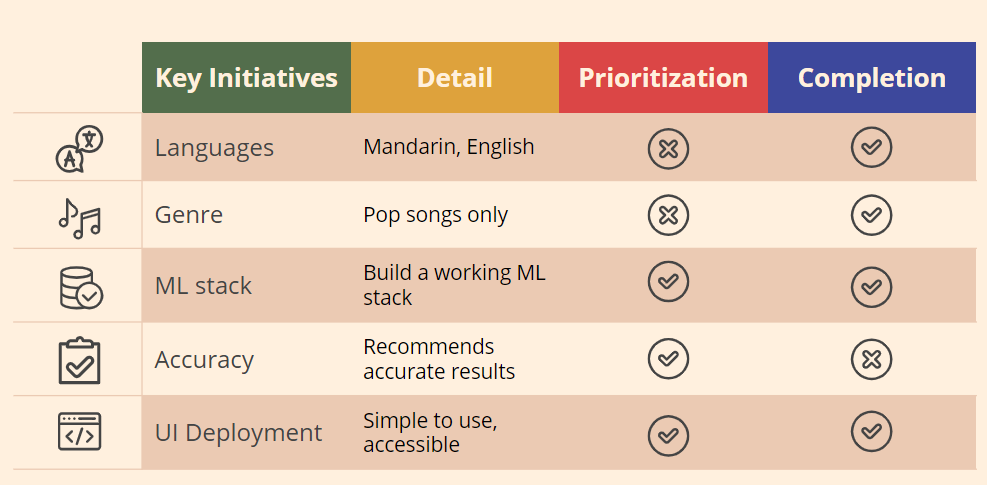 Key Initiatives Detail Prioritization Completion
文
A
Languages Mandarin, English
Genre Pop songs only
ML stack Build a working ML
stack
Accuracy Recommends
accurate results
</>
UI Deployment Simple to use,
accessible